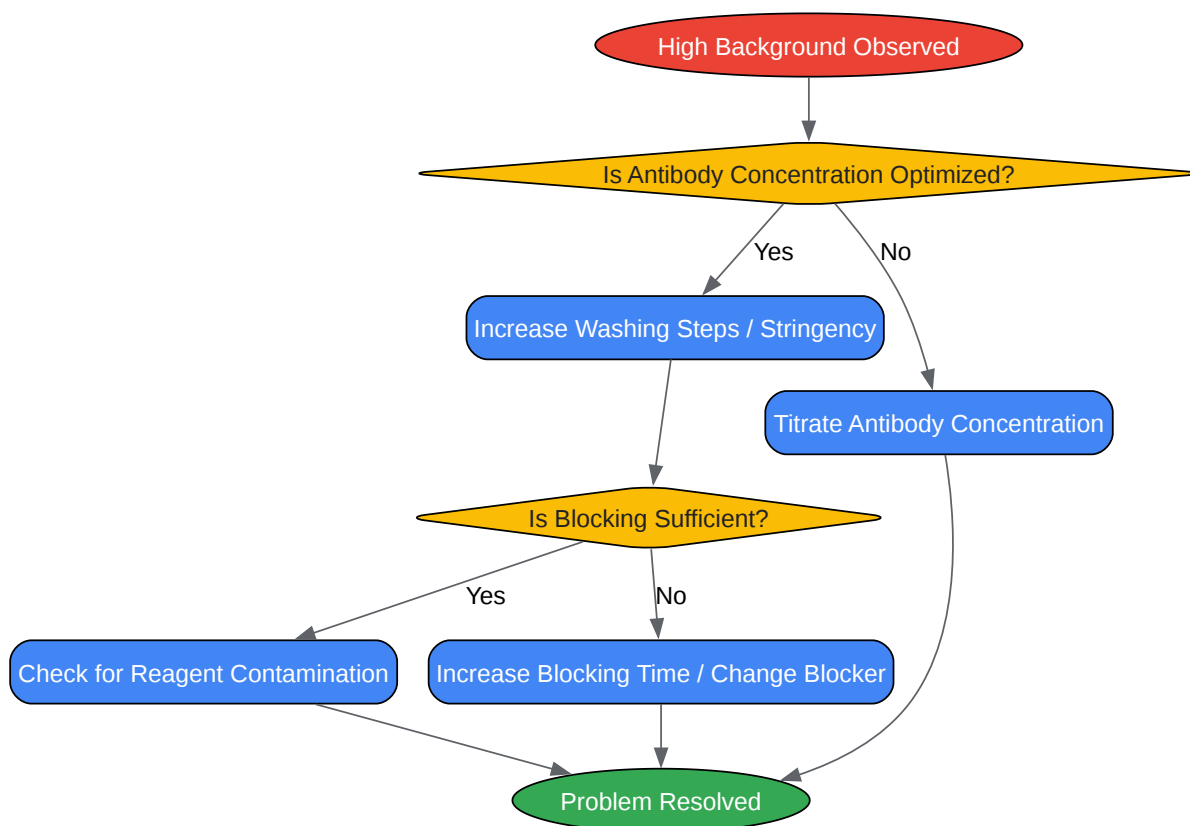 High Background Observed
Is Antibody Concentration Optimized?
Yes
No
Increase Washing Steps / Stringency
Titrate Antibody Concentration
Is Blocking Sufficient?
Yes
No
Check for Reagent Contamination
Increase Blocking Time / Change Blocker
Problem Resolved